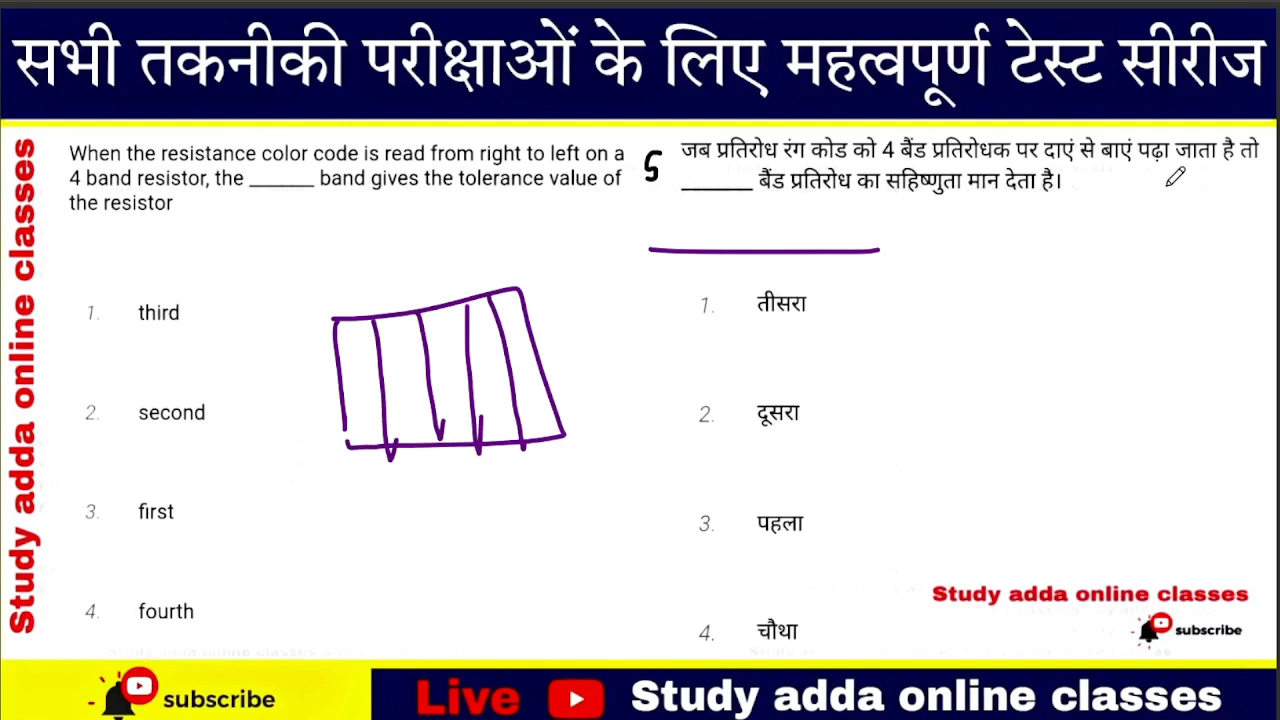 सभी तकनीकी परीक्षाओं के लिए महत्वपूर्ण टेस्ट सीरीज
Study adda online classes
When the resistance color code is read from right to left on a
4 band resistor, the _______ band gives the tolerance value of
the resistor
1. third
2. second
3. first
4. fourth
5
जब प्रतिरोध रंग कोड को 4 बैंड प्रतिरोधक पर दाएं से बाएं पढ़ा जाता है तो
________ बैंड प्रतिरोध का सहिष्णुता मान देता है।
1. तीसरा
2. दूसरा
3. पहला
4. चौथा
Study adda online classes
subscribe
subscribe
Live Study adda online classes